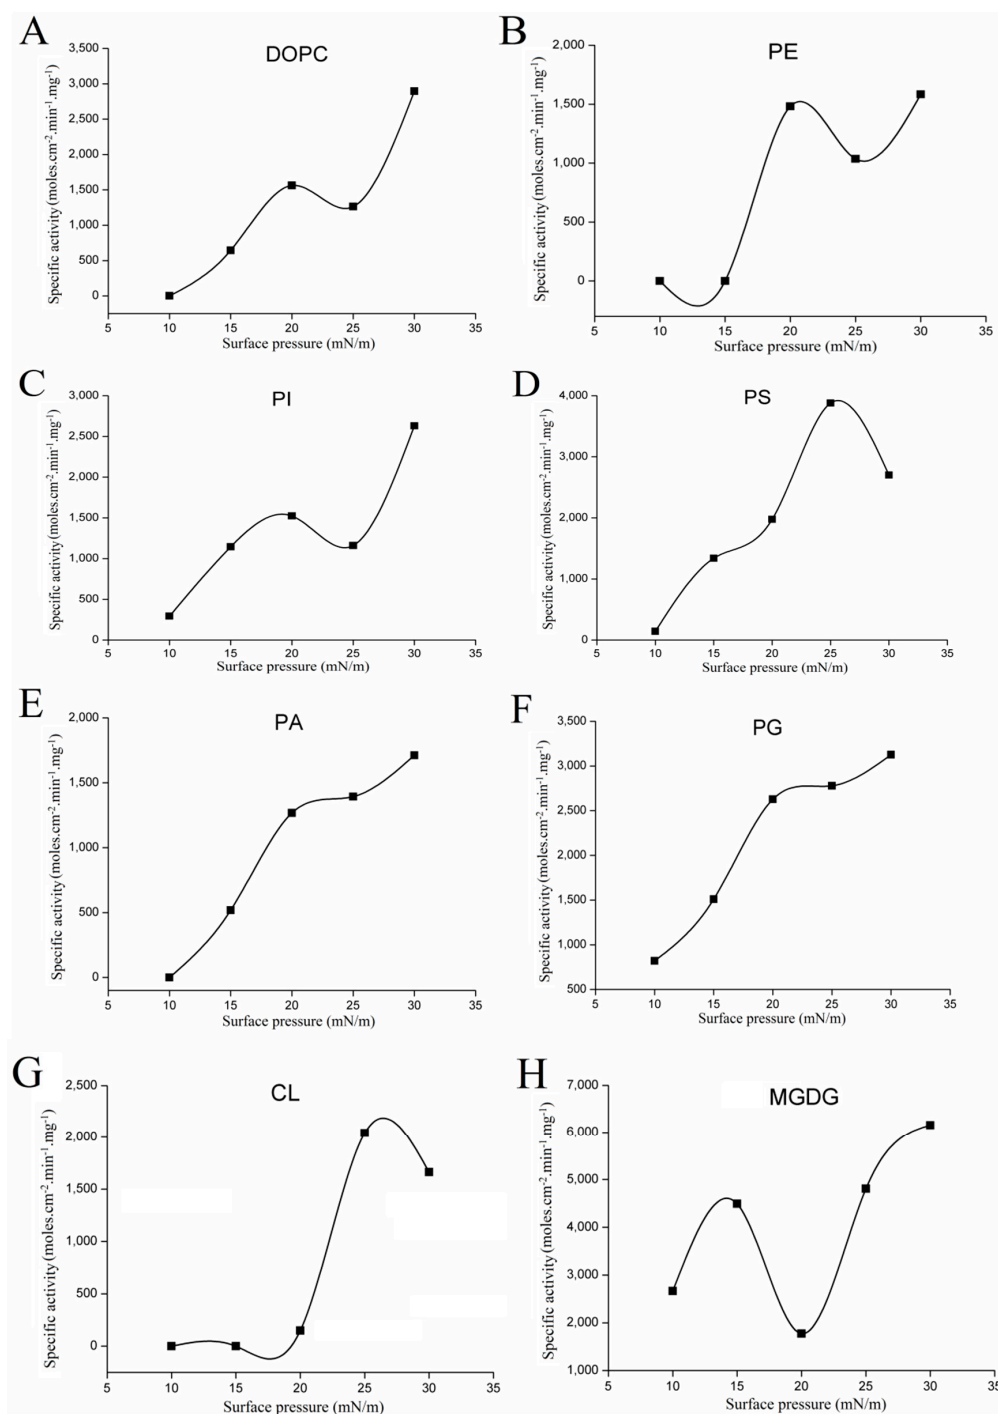 A
DOPC
Specific activity (moles.cm-2.min-1.mg-1)
3,500
3,000
2,500
2,000
1,500
1,000
500
0
5 10 15 20 25 30 35
Surface pressure (mN/m)
B
PE
Specific activity (moles.cm-2.min-1.mg-1)
2,000
1,500
1,000
500
0
5 10 15 20 25 30 35
Surface pressure (mN/m)
C
PI
Specific activity (moles.cm-2.min-1.mg-1)
3,000
2,500
2,000
1,500
1,000
500
0
5 10 15 20 25 30 35
Surface pressure (mN/m)
D
PS
Specific activity (moles.cm-2.min-1.mg-1)
4,000
3,000
2,000
1,000
0
5 10 15 20 25 30 35
Surface pressure (mN/m)
E
PA
Specific activity (moles.cm-2.min-1.mg-1)
2,000
1,500
1,000
500
0
5 10 15 20 25 30 35
Surface pressure (mN/m)
F
PG
Specific activity (moles.cm-2.min-1.mg-1)
3,500
3,000
2,500
2,000
1,500
1,000
500
5 10 15 20 25 30 35
Surface pressure (mN/m)
G
CL
Specific activity (moles.cm-2.min-1.mg-1)
2,500
2,000
1,500
1,000
500
0
5 10 15 20 25 30 35
Surface pressure (mN/m)
H
MGDG
Specific activity (moles.cm-2.min-1.mg-1)
7,000
6,000
5,000
4,000
3,000
2,000
1,000
5 10 15 20 25 30 35
Surface pressure (mN/m)